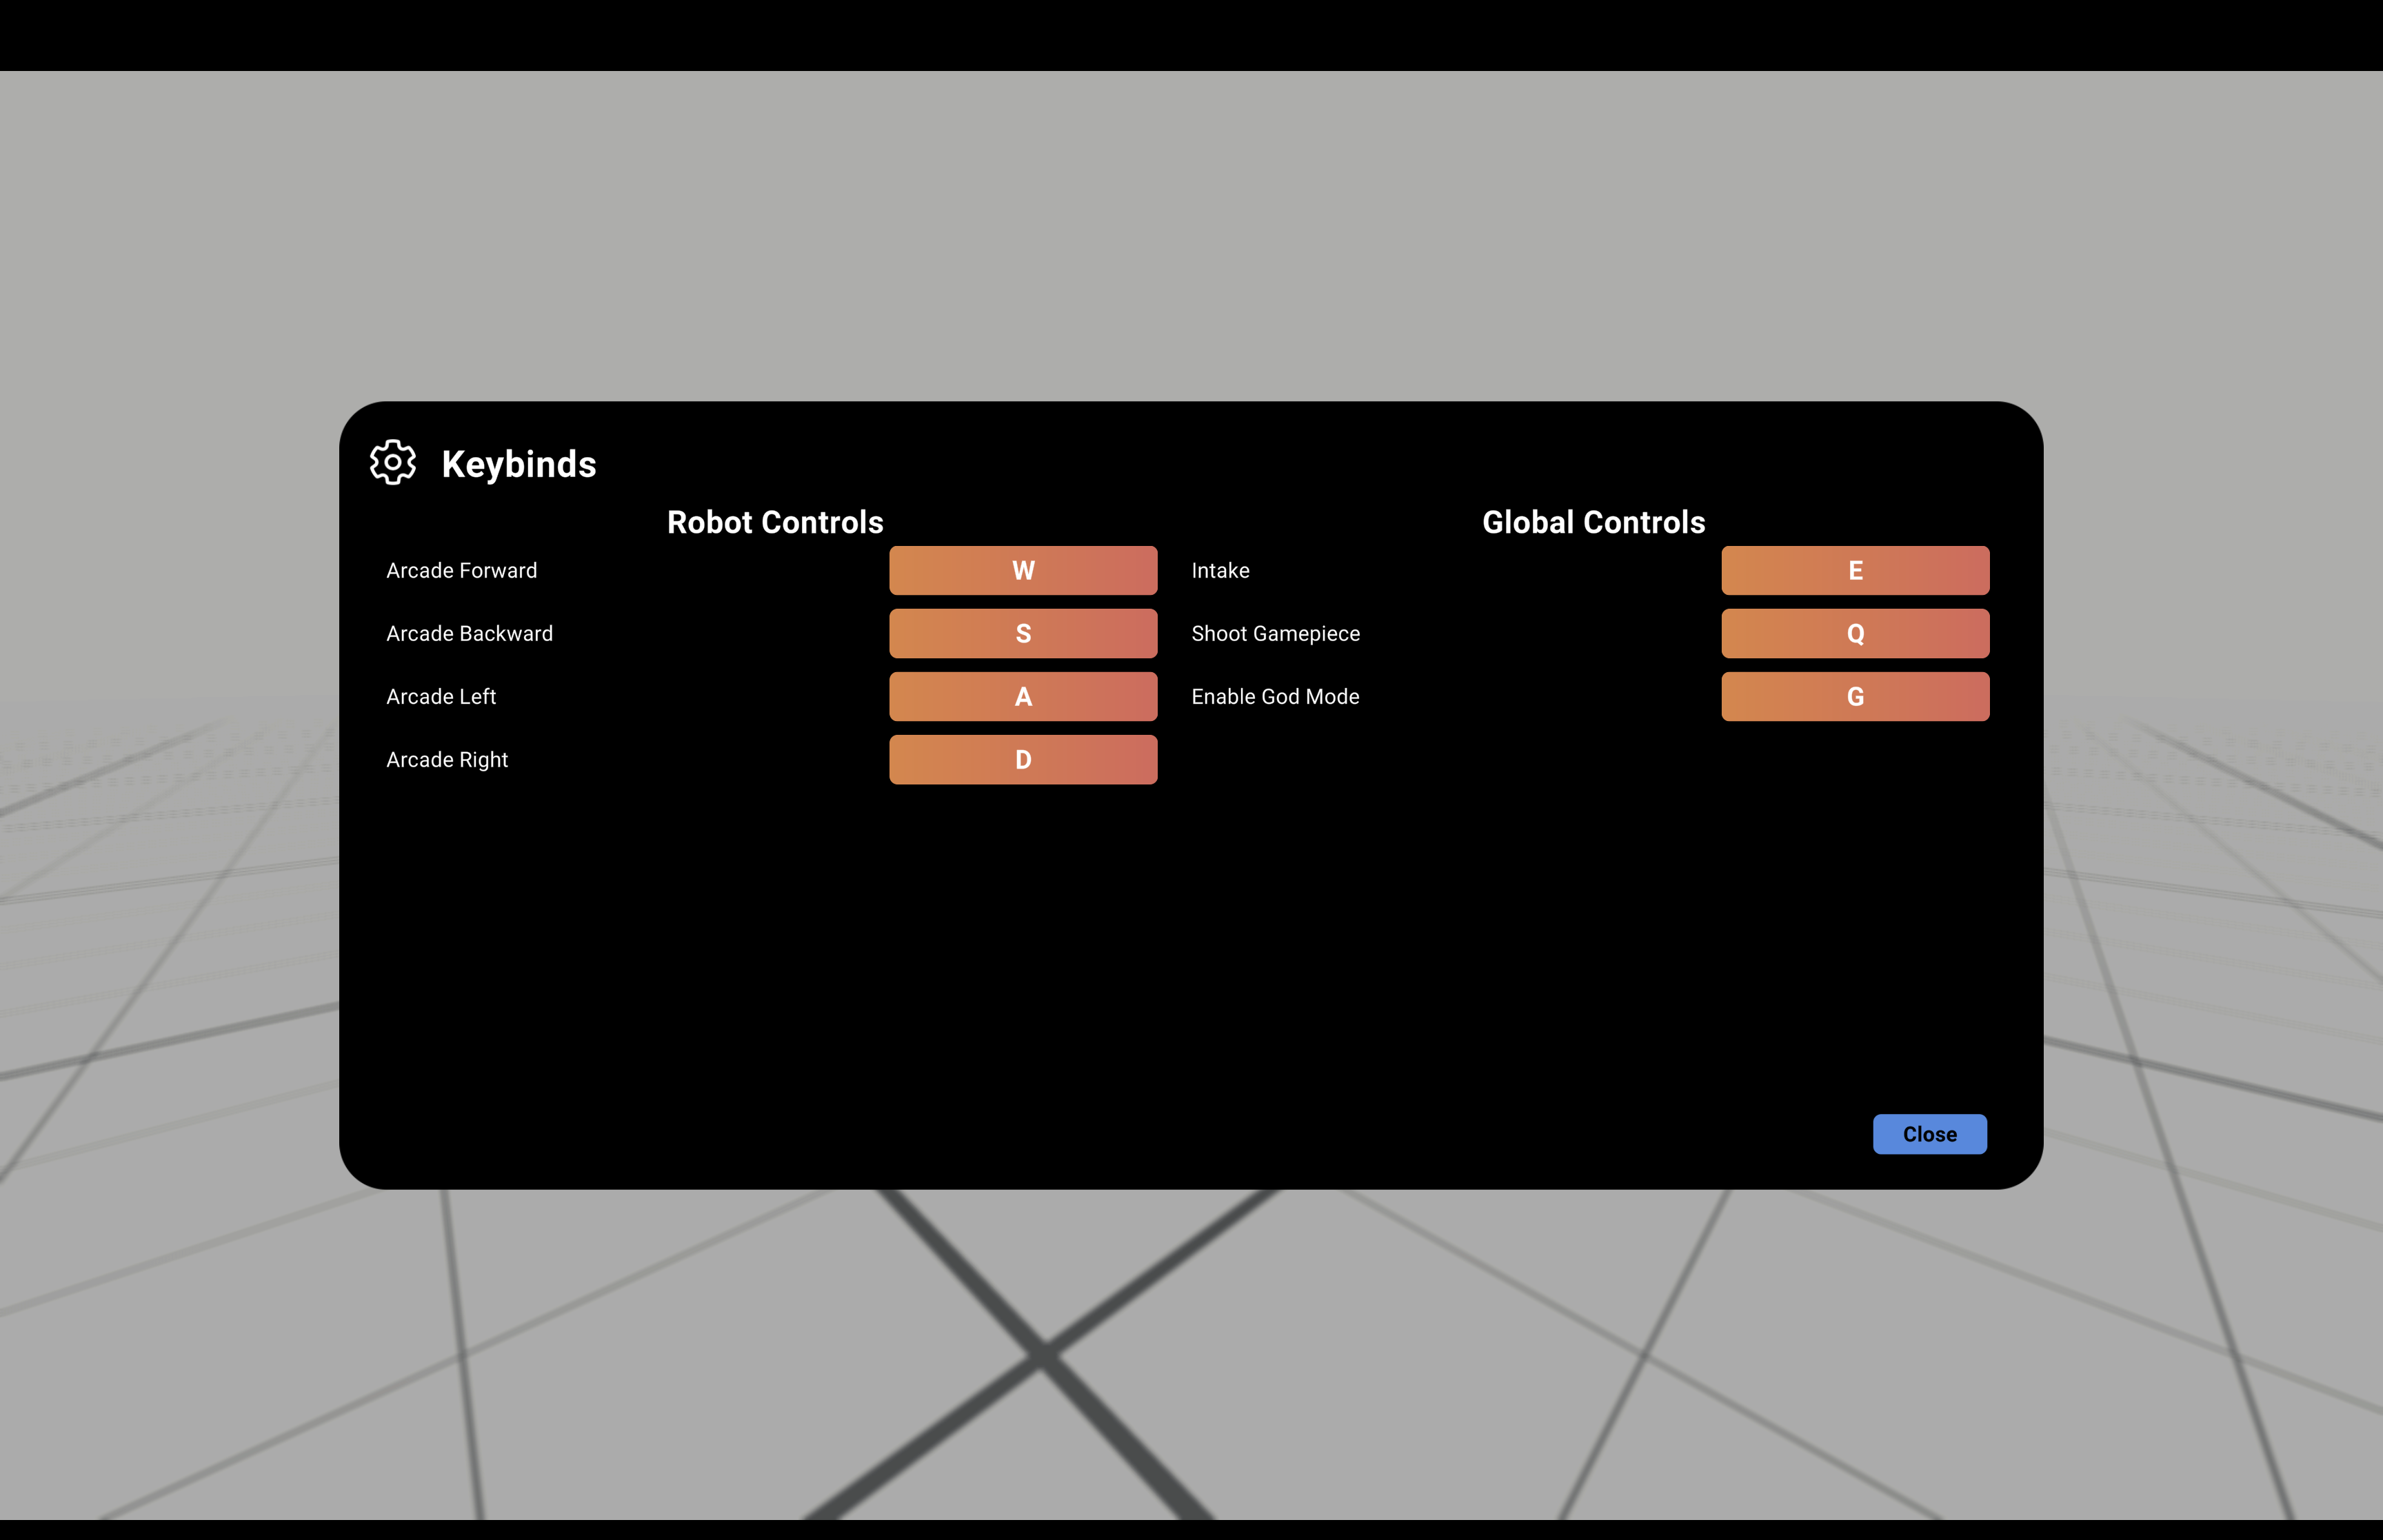 Keybinds
Robot Controls
Arcade Forward W
Arcade Backward S
Arcade Left A
Arcade Right D
Global Controls
Intake E
Shoot Gamepiece Q
Enable God Mode G
Close